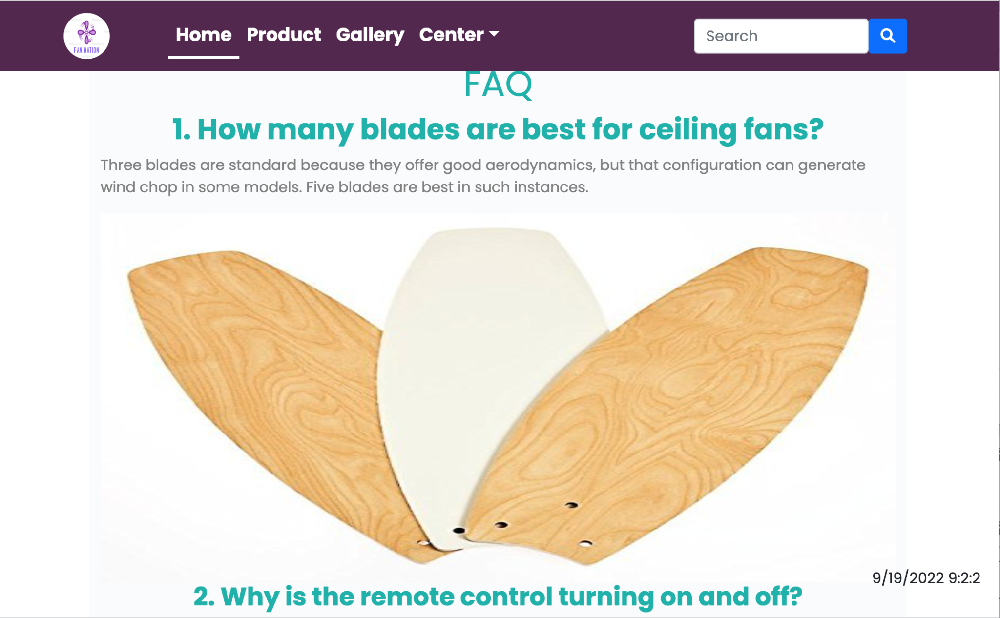 FANIMATION
Home Product Gallery Center
Search
FAQ
1. How many blades are best for ceiling fans?
Three blades are standard because they offer good aerodynamics, but that configuration can generate
wind chop in some models. Five blades are best in such instances.
9/19/2022 9:2:2
2. Why is the remote control turning on and off?